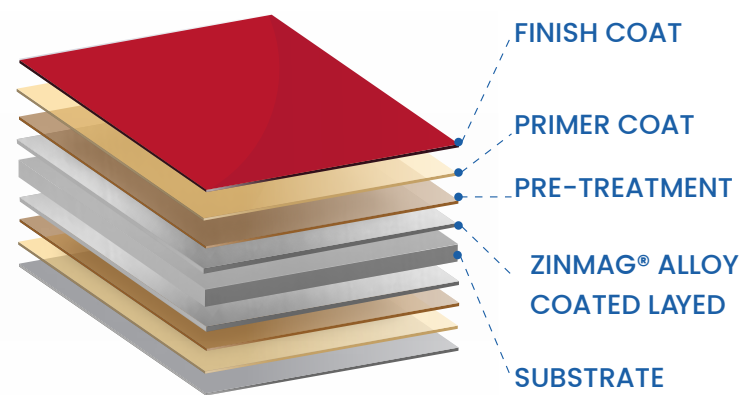 FINISH COAT
PRIMER COAT
PRE-TREATMENT
ZINMAG® ALLOY
COATED LAYED
SUBSTRATE